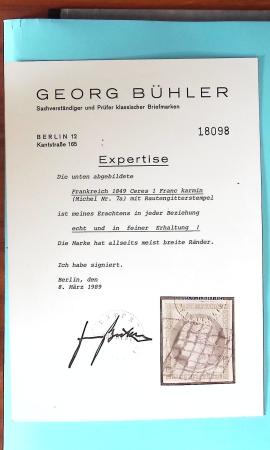 GEORG BÜHLER
Sachverständiger und Prüfer klassischer Briefmarken
BERLIN 12
Kantstraße 165
18098
Expertise
Die unten abgebildete
Frankreich 1849 Ceres 1 Franc karmin
(Michel Nr. 7a) mit Rautengitterstempel
ist meines Erachtens in jeder Beziehung
echt und in feiner Erhaltung !
Die Marke hat allseits meist breite Ränder.
Ich habe signiert.
Berlin, den
8. März 1989